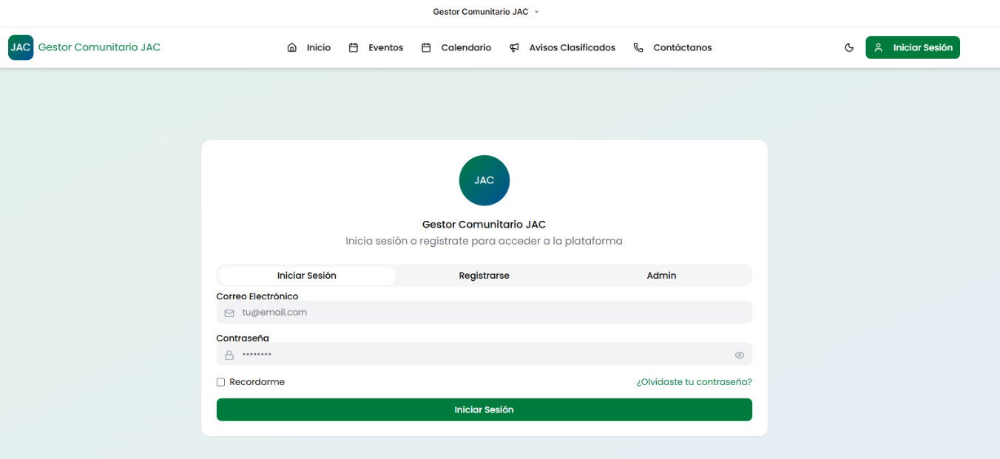 Gestor Comunitario JAC
JAC Gestor Comunitario JAC Inicio Eventos Calendario Avisos Clasificados Contáctanos Iniciar Sesión
JAC
Gestor Comunitario JAC
Inicia sesión o regístrate para acceder a la plataforma
Iniciar Sesión Registrarse Admin
Correo Electrónico
tu@email.com
Contraseña
••••••••
Recordarme ¿Olvidaste tu contraseña?
Iniciar Sesión